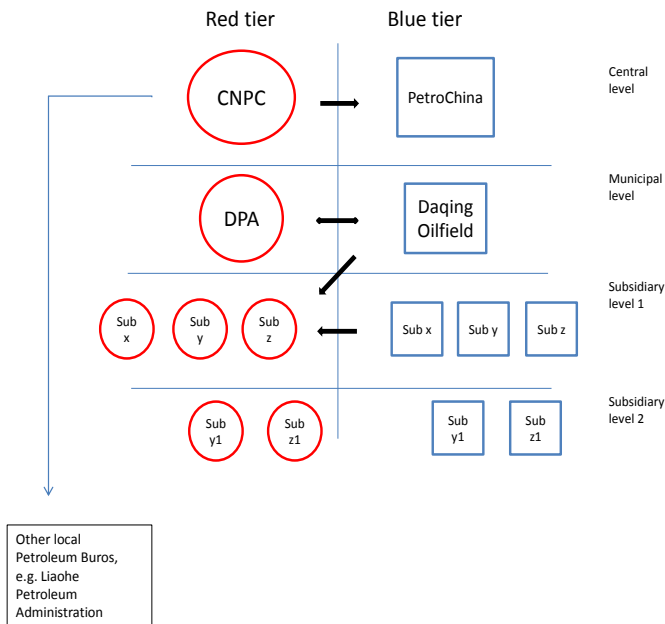 Red tier
Blue tier
CNPC
PetroChina
Central
level
DPA
Daqing
Oilfield
Municipal
level
Sub
x
Sub
y
Sub
z
Sub x
Sub y
Sub z
Subsidiary
level 1
Sub
y1
Sub
z1
Sub
y1
Sub
z1
Subsidiary
level 2
Other local
Petroleum Buros,
e.g. Liaohe
Petroleum
Administration